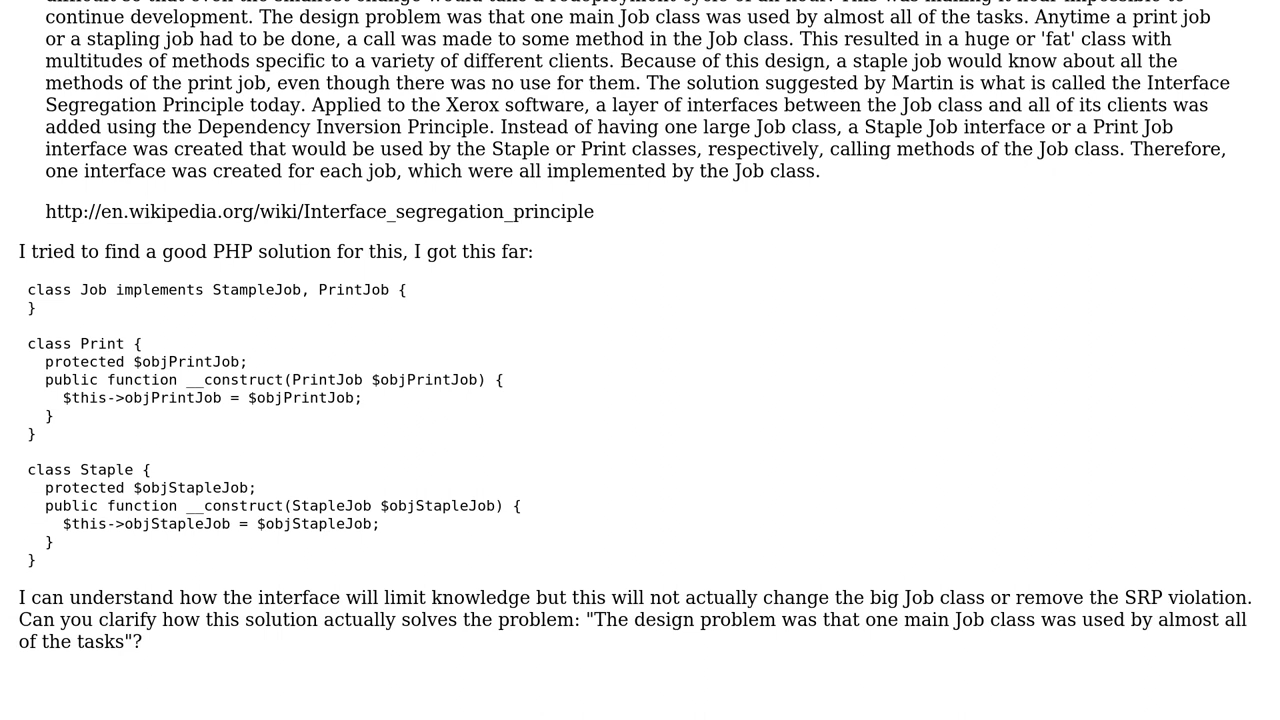 continue development. The design problem was that one main Job class was used by almost all of the tasks. Anytime a print job
or a stapling job had to be done, a call was made to some method in the Job class. This resulted in a huge or 'fat' class with
multitudes of methods specific to a variety of different clients. Because of this design, a staple job would know about all the
methods of the print job, even though there was no use for them. The solution suggested by Martin is what is called the Interface
Segregation Principle today. Applied to the Xerox software, a layer of interfaces between the Job class and all of its clients was
added using the Dependency Inversion Principle. Instead of having one large Job class, a Staple Job interface or a Print Job
interface was created that would be used by the Staple or Print classes, respectively, calling methods of the Job class. Therefore,
one interface was created for each job, which were all implemented by the Job class.
http://en.wikipedia.org/wiki/Interface_segregation_principle
I tried to find a good PHP solution for this, I got this far:
class Job implements StampleJob, PrintJob {
}
class Print {
protected $objPrintJob;
public function __construct(PrintJob $objPrintJob) {
$this->objPrintJob = $objPrintJob;
}
}
class Staple {
protected $objStapleJob;
public function __construct(StapleJob $objStapleJob) {
$this->objStapleJob = $objStapleJob;
}
}
I can understand how the interface will limit knowledge but this will not actually change the big Job class or remove the SRP violation.
Can you clarify how this solution actually solves the problem: "The design problem was that one main Job class was used by almost all
of the tasks"?